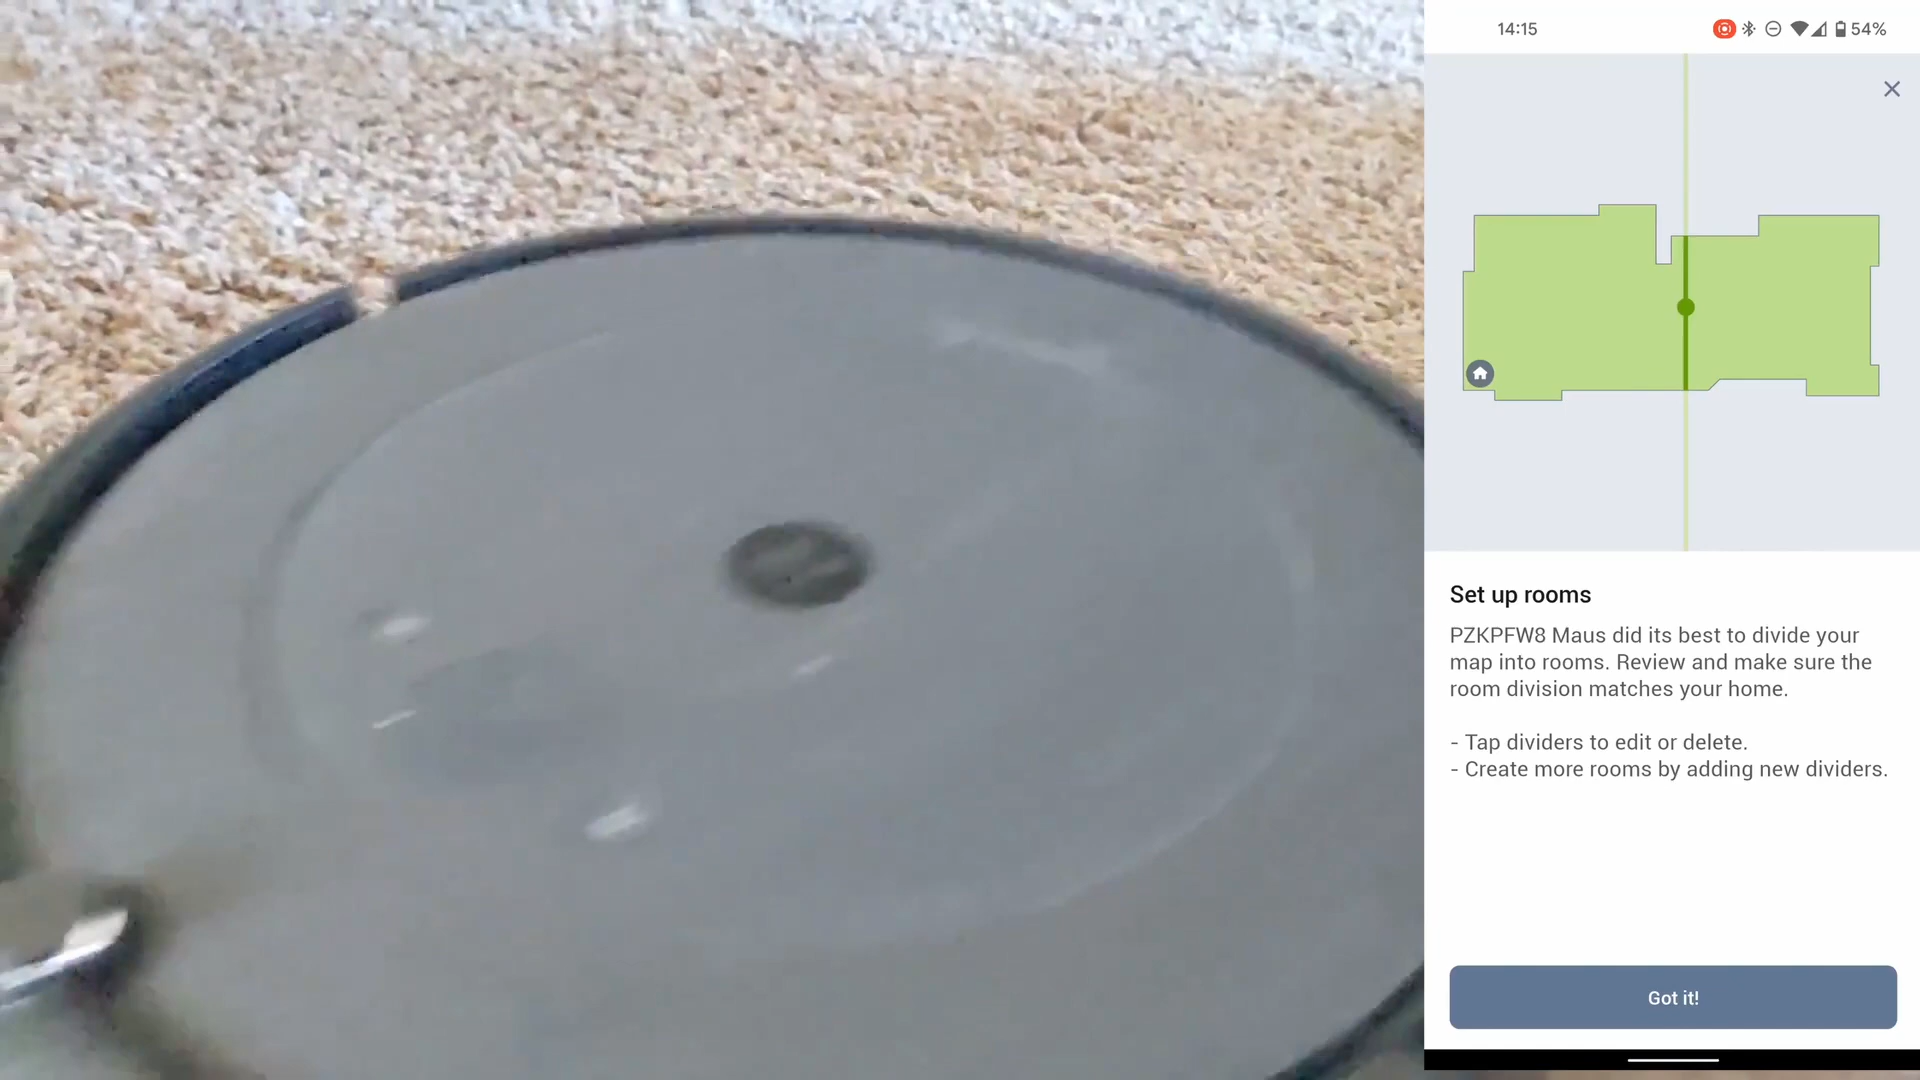 14:15
54%
Set up rooms
PZKPFW8 Maus did its best to divide your
map into rooms. Review and make sure the
room division matches your home.
- Tap dividers to edit or delete.
- Create more rooms by adding new dividers.
Got it!